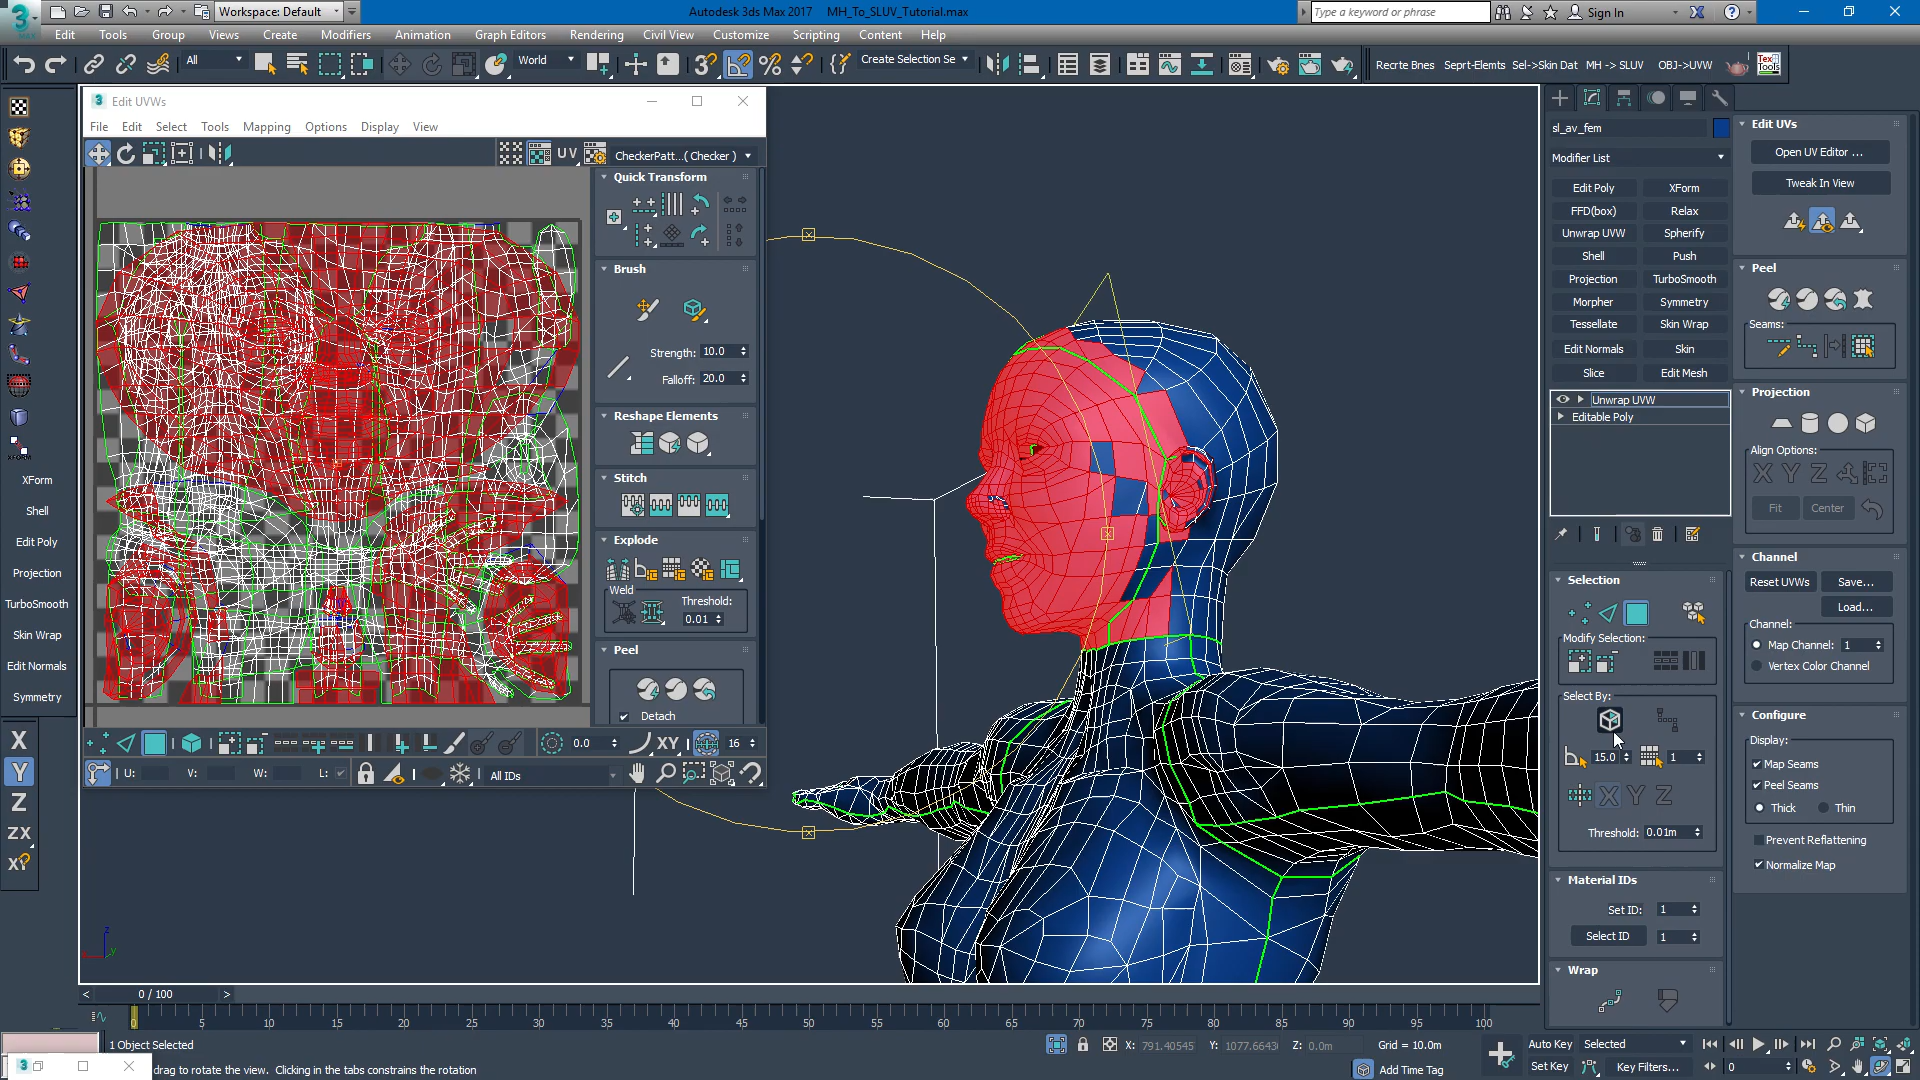 Workspace: Default
Autodesk 3ds Max 2017 MH_To_SLUV_Tutorial.max
Type a keyword or phrase
Sign In
Edit Tools Group Views Create Modifiers Animation Graph Editors Rendering Civil View Customize Scripting Content Help
All
World
Create Selection Se
Recrte Bnes Seprt-Elemts Sel->Skin Dat MH -> SLUV OBJ->UVW
Edit UVWs
File Edit Select Tools Mapping Options Display View
UV
CheckerPatt...( Checker )
Quick Transform
Brush
Strength: 10.0
Falloff: 20.0
Reshape Elements
Stitch
Explode
Weld
Threshold:
0.01
Peel
Detach
0.0
XY
16
U: V: W: L:
All IDs
XForm
XForm
Shell
Edit Poly
Projection
TurboSmooth
Skin Wrap
Edit Normals
Symmetry
X
Y
Z
ZX
XY
sl_av_fem
Modifier List
Edit Poly XForm
FFD(box) Relax
Unwrap UVW Spherify
Shell Push
Projection TurboSmooth
Morpher Symmetry
Tessellate Skin Wrap
Edit Normals Skin
Slice Edit Mesh
Unwrap UVW
Editable Poly
Selection
Modify Selection:
Select By:
15.0
1
X Y Z
Threshold: 0.01m
Material IDs
Set ID: 1
Select ID 1
Wrap
Edit UVs
Open UV Editor ...
Tweak In View
Peel
Seams:
Projection
Align Options:
X Y Z
Fit Center
Channel
Reset UVWs Save...
Load...
Channel:
Map Channel: 1
Vertex Color Channel
Configure
Display:
Map Seams
Peel Seams
Thick Thin
Prevent Reflattening
Normalize Map
z
y
< 0 / 100 >
0 5 10 15 20 25 30 35 40 45 50 55 60 65 70 75 80 85 90 95 100
1 Object Selected
X: 791.40545 Y: 1077.6643 Z: 0.0m Grid = 10.0m
Auto Key Selected
drag to rotate the view. Clicking in the tabs constrains the rotation
Add Time Tag
Set Key Key Filters... 0